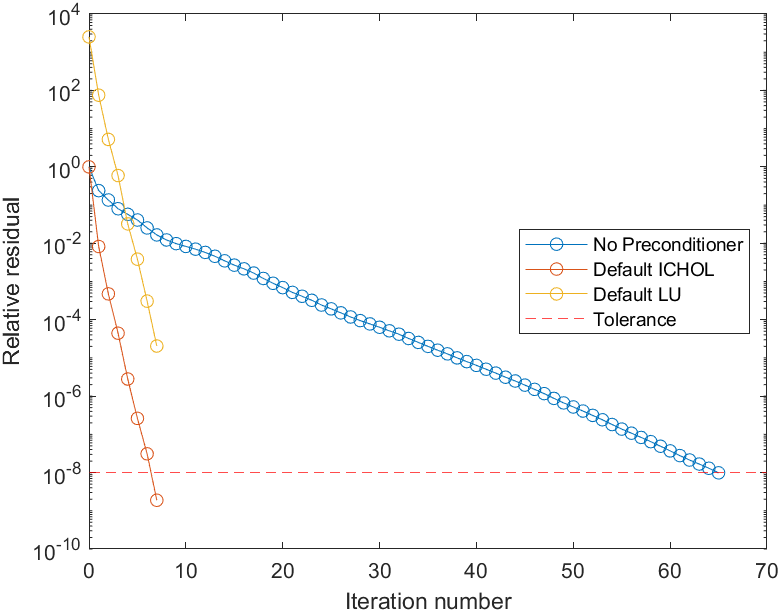 10^4
10^2
10^0
10^-2
10^-4
10^-6
10^-8
10^-10
Relative residual
No Preconditioner
Default ICHOL
Default LU
Tolerance
0 10 20 30 40 50 60 70
Iteration number